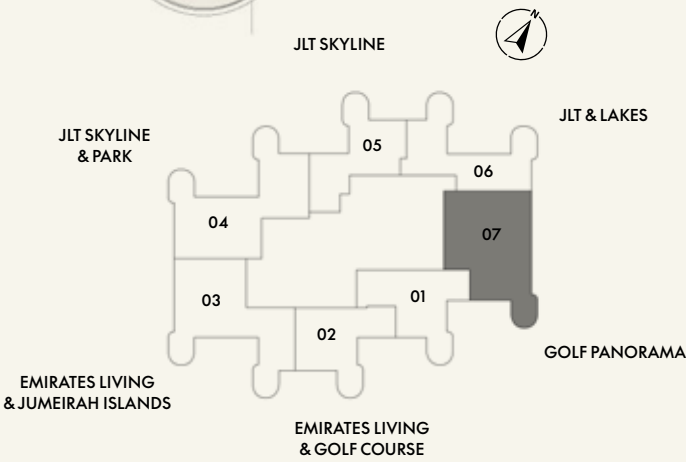 N
JLT SKYLINE
JLT & LAKES
JLT SKYLINE
& PARK
05
06
04
07
03
01
02
GOLF PANORAMA
EMIRATES LIVING
& JUMEIRAH ISLANDS
EMIRATES LIVING
& GOLF COURSE